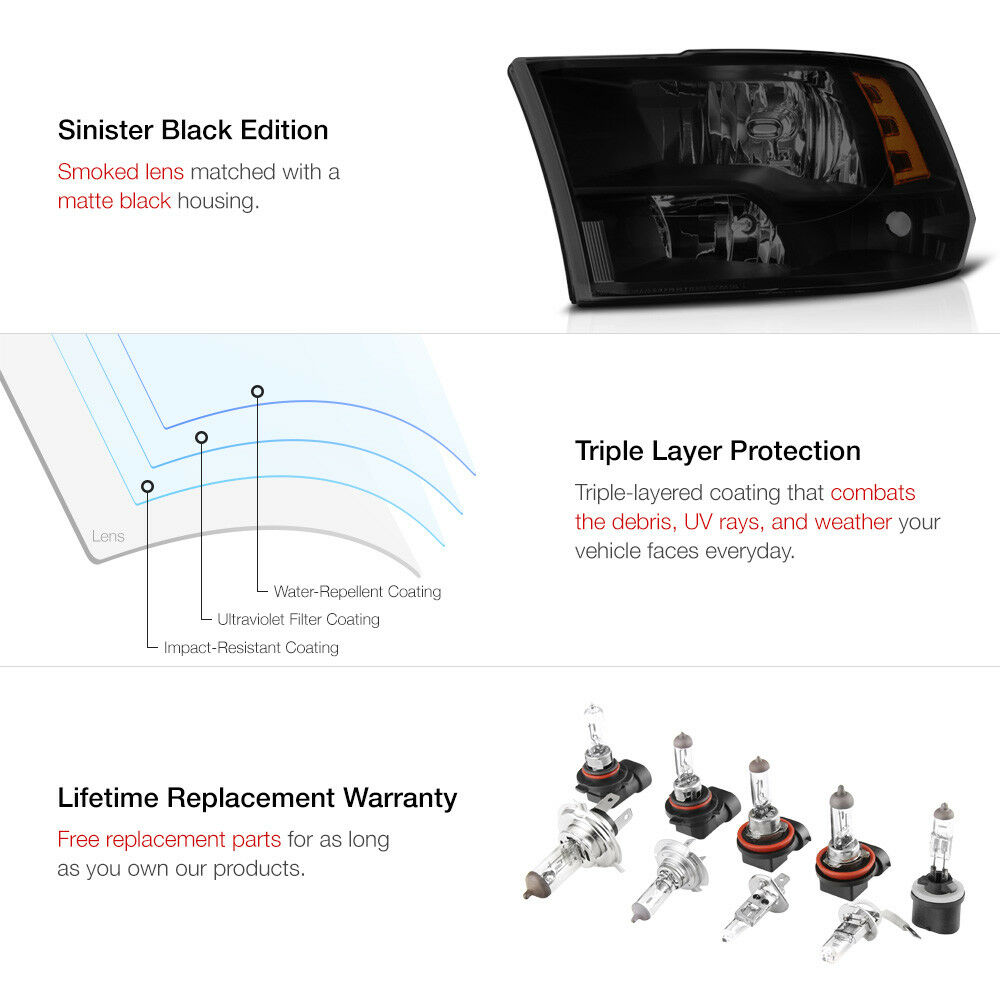 Sinister Black Edition
Smoked lens matched with a
matte black housing.
Lens
Water-Repellent Coating
Ultraviolet Filter Coating
Impact-Resistant Coating
Triple Layer Protection
Triple-layered coating that combats
the debris, UV rays, and weather your
vehicle faces everyday.
Lifetime Replacement Warranty
Free replacement parts for as long
as you own our products.